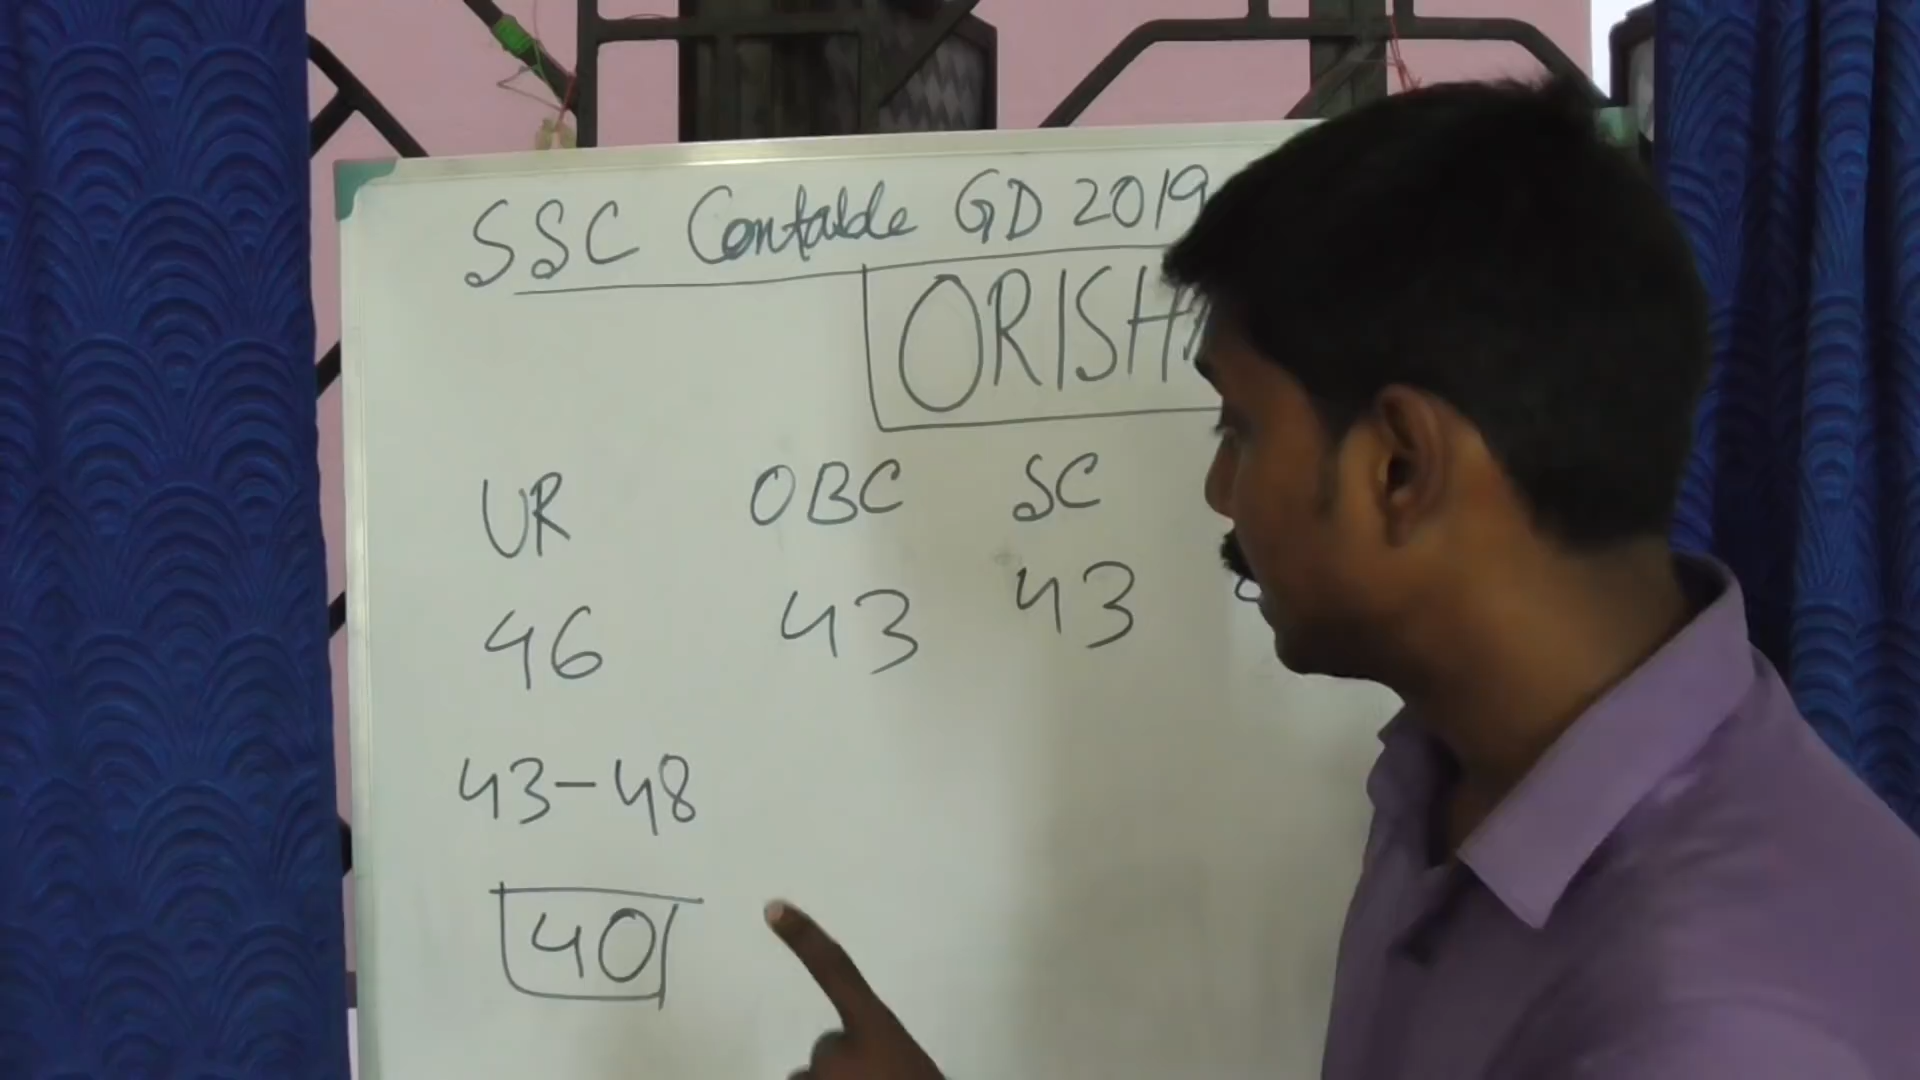 SSC Contable GD 2019
ORISH
UR OBC SC
46 43 43
43-48
40